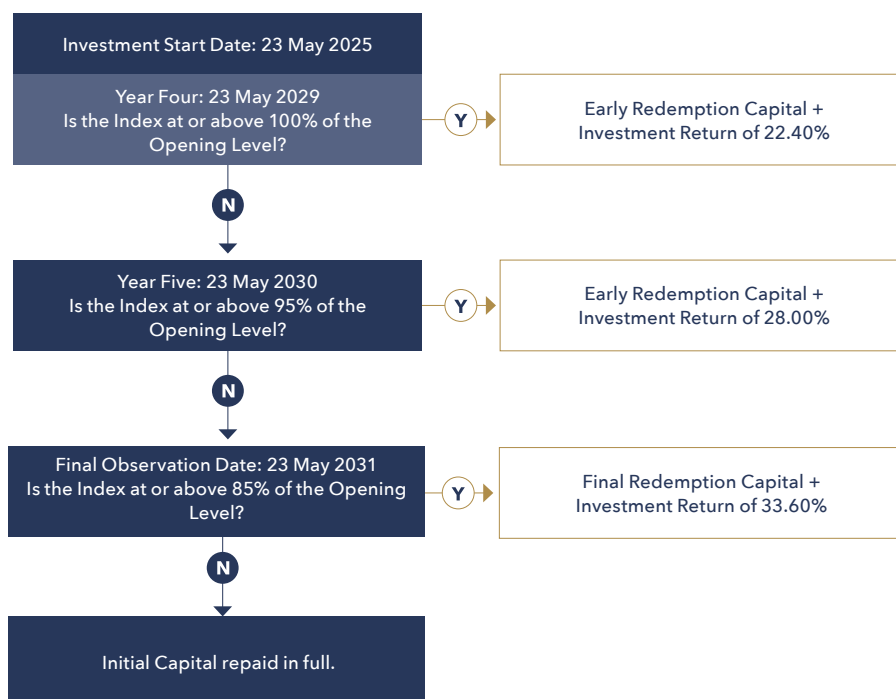 Investment Start Date: 23 May 2025
Year Four: 23 May 2029
Is the Index at or above 100% of the
Opening Level?
Y
Early Redemption Capital +
Investment Return of 22.40%
N
Year Five: 23 May 2030
Is the Index at or above 95% of the
Opening Level?
Y
Early Redemption Capital +
Investment Return of 28.00%
N
Final Observation Date: 23 May 2031
Is the Index at or above 85% of the Opening
Level?
Y
Final Redemption Capital +
Investment Return of 33.60%
N
Initial Capital repaid in full.